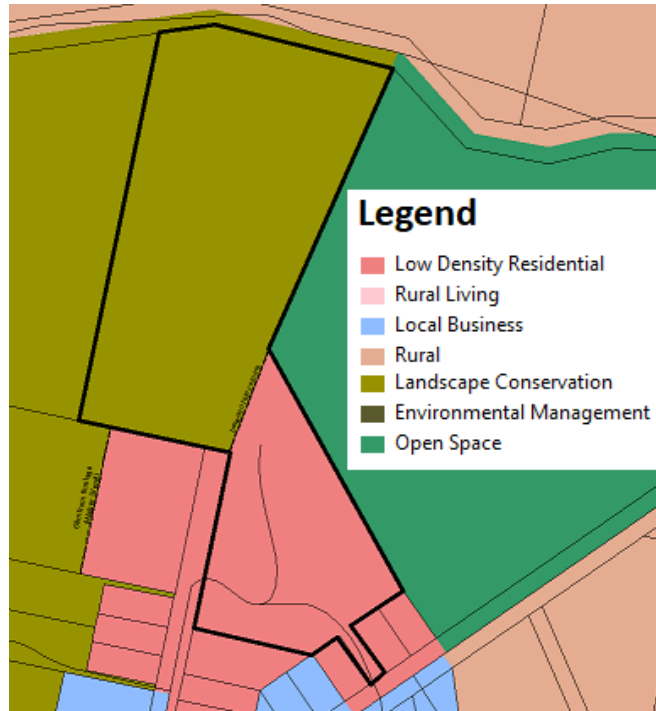 Legend
Low Density Residential
Rural Living
Local Business
Rural
Landscape Conservation
Environmental Management
Open Space